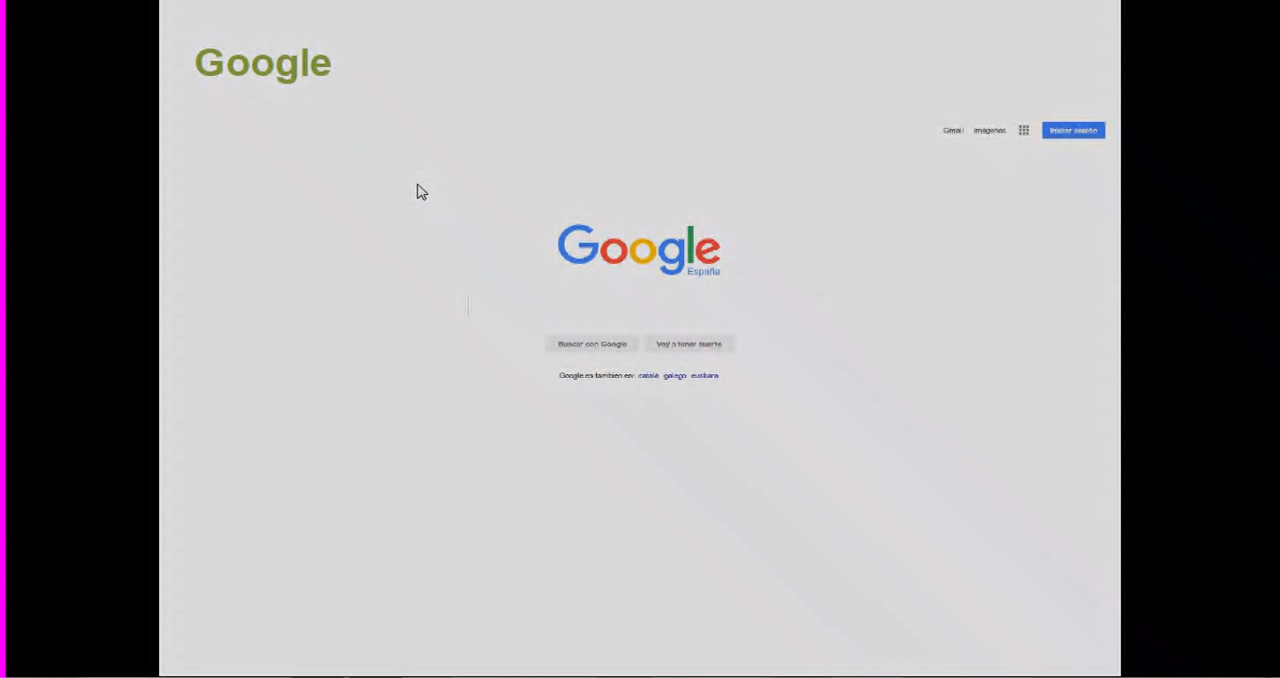 Google
Gmail Imágenes
Iniciar sesión
Google
España
Buscar con Google Voy a tener suerte
Google.es también en: català galego euskara